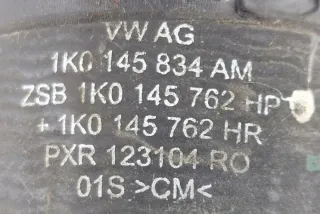 VW AG
1K0 145 834 AM
ZSB 1K0 145 762 HP
+ 1K0 145 762 HR
PXR 123104 RO
01S >CM<